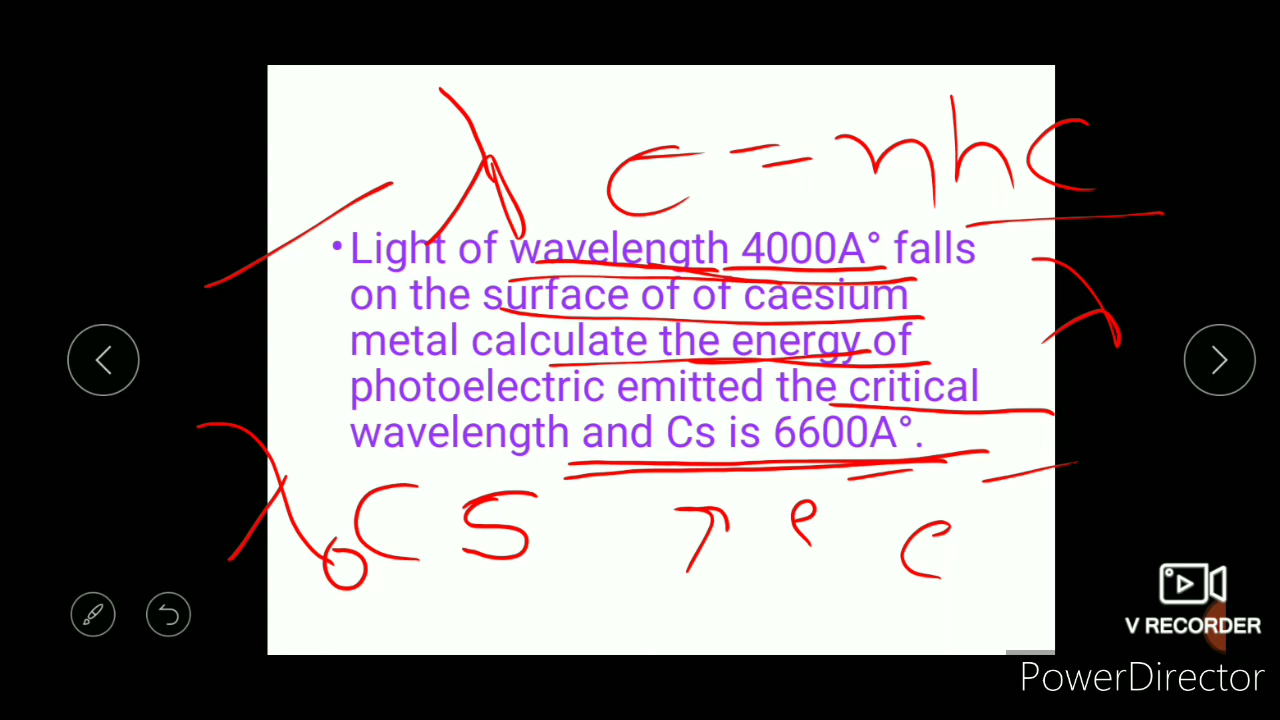 λ c = nhc
• Light of wavelength 4000A° falls
on the surface of of caesium
metal calculate the energy of
photoelectric emitted the critical
wavelength and Cs is 6600A°.
λ
λ₀ CS
V RECORDER
PowerDirector